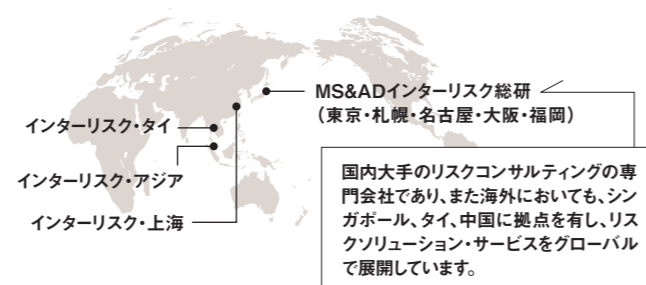 MS&ADインターリスク総研
（東京・札幌・名古屋・大阪・福岡）
インターリスク・タイ
インターリスク・アジア
インターリスク・上海
国内大手のリスクコンサルティングの専
門会社であり、また海外においても、シン
ガポール、タイ、中国に拠点を有し、リス
クソリューション・サービスをグローバル
で展開しています。